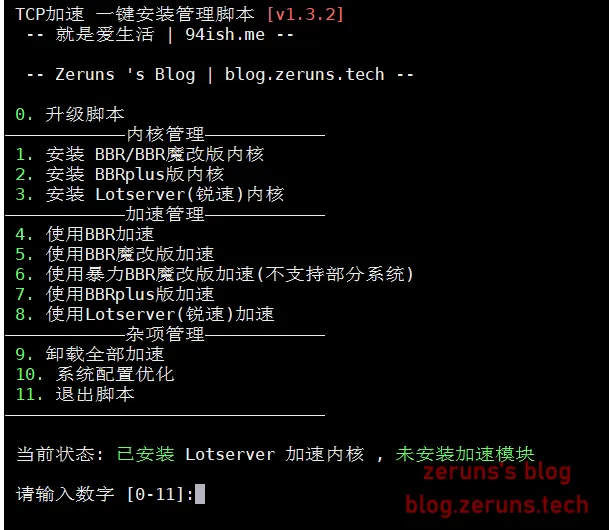 TCP加速 一键安装管理脚本 [v1.3.2]
-- 就是爱生活 | 94ish.me --
-- Zeruns 's Blog | blog.zeruns.tech --
0. 升级脚本
————————————内核管理————————————
1. 安装 BBR/BBR魔改版内核
2. 安装 BBRplus版内核
3. 安装 Lotserver(锐速)内核
————————————加速管理————————————
4. 使用BBR加速
5. 使用BBR魔改版加速
6. 使用暴力BBR魔改版加速(不支持部分系统)
7. 使用BBRplus版加速
8. 使用Lotserver(锐速)加速
————————————杂项管理————————————
9. 卸载全部加速
10. 系统配置优化
11. 退出脚本
————————————————————————————————
当前状态: 已安装 Lotserver 加速内核 , 未安装加速模块
zeruns's blog
请输入数字 [0-11]:
blog.zeruns.tech